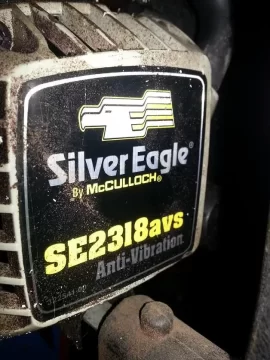 Silver Eagle®
By McCULLOCH®
SE2318avs
Anti-Vibration